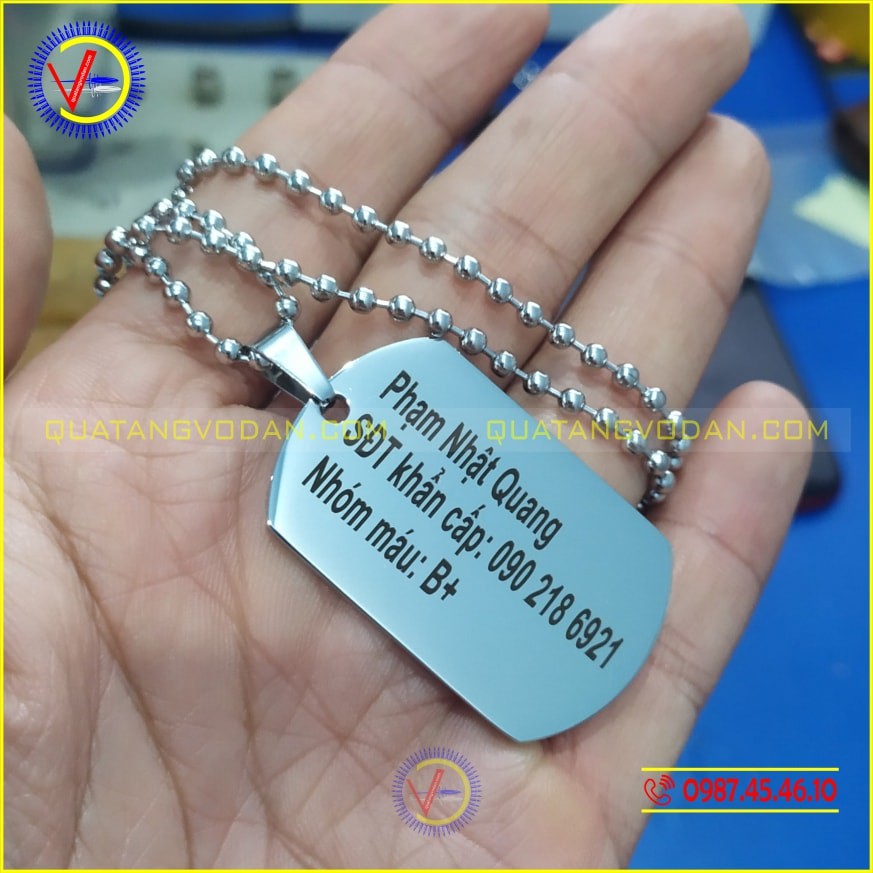 Phạm Nhật Quang
SĐT khẩn cấp: 090 218 6921
Nhóm máu: B+
QUATANGVODAN.COM QUATANGVODAN.COM
0987.45.46.10